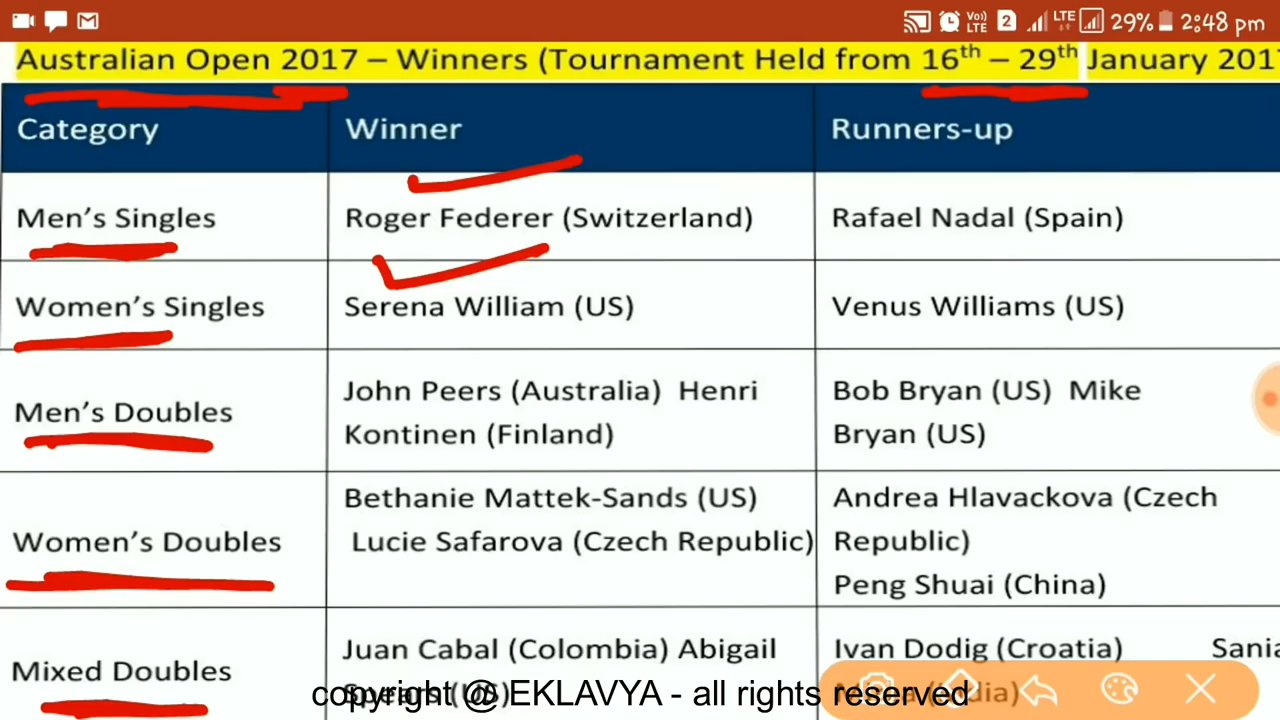 Vo) LTE 2 LTE 29% 2:48 pm
Australian Open 2017 – Winners (Tournament Held from 16th – 29th January 201
Category Winner Runners-up
Men's Singles Roger Federer (Switzerland) Rafael Nadal (Spain)
Women's Singles Serena William (US) Venus Williams (US)
Men's Doubles John Peers (Australia) Henri
Kontinen (Finland) Bob Bryan (US) Mike
Bryan (US)
Women's Doubles Bethanie Mattek-Sands (US)
Lucie Safarova (Czech Republic) Andrea Hlavackova (Czech
Republic)
Peng Shuai (China)
Mixed Doubles Juan Cabal (Colombia) Abigail
Ivan Dodig (Croatia) Sania
copyright @ EKLAVYA - all rights reserved